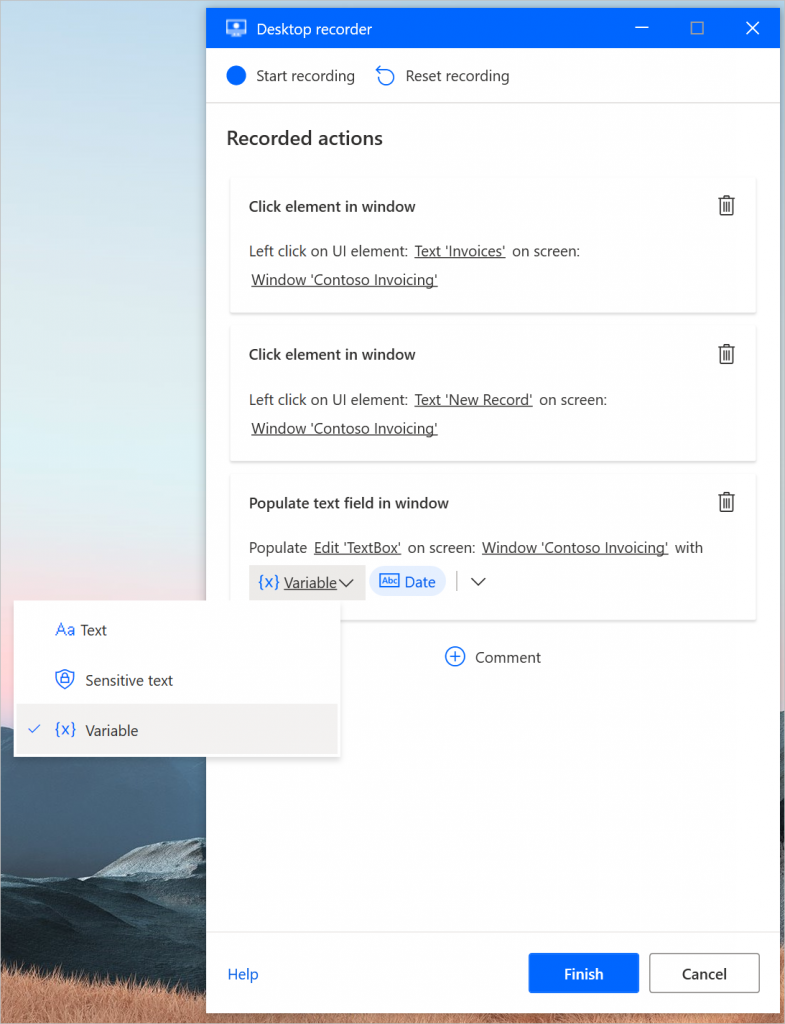 Desktop recorder
Start recording Reset recording
Recorded actions
Click element in window
Left click on UI element: Text 'Invoices' on screen:
Window 'Contoso Invoicing'
Click element in window
Left click on UI element: Text 'New Record' on screen:
Window 'Contoso Invoicing'
Populate text field in window
Populate Edit 'TextBox' on screen: Window 'Contoso Invoicing' with
{x} Variable Abc Date
Aa Text
Sensitive text
{x} Variable
Comment
Help Finish Cancel